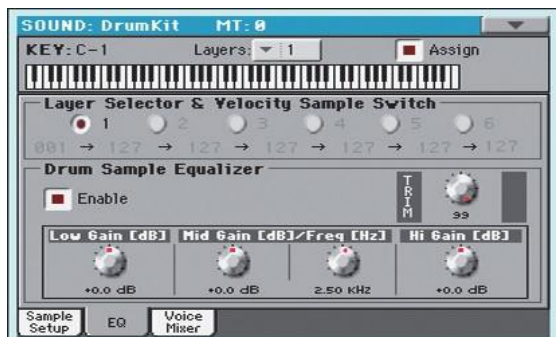 SOUND: DrumKit MT: 0
KEY: C-1 Layers: 1 Assign
Layer Selector & Velocity Sample Switch
1 2 3 4 5 6
001 → 127 → 127 → 127 → 127 → 127 → 127
Drum Sample Equalizer
Enable TRIM 99
Low Gain [dB] Mid Gain [dB]/Freq [Hz] Hi Gain [dB]
+0.0 dB +0.0 dB 2.50 KHz +0.0 dB
Sample Setup EQ Voice Mixer